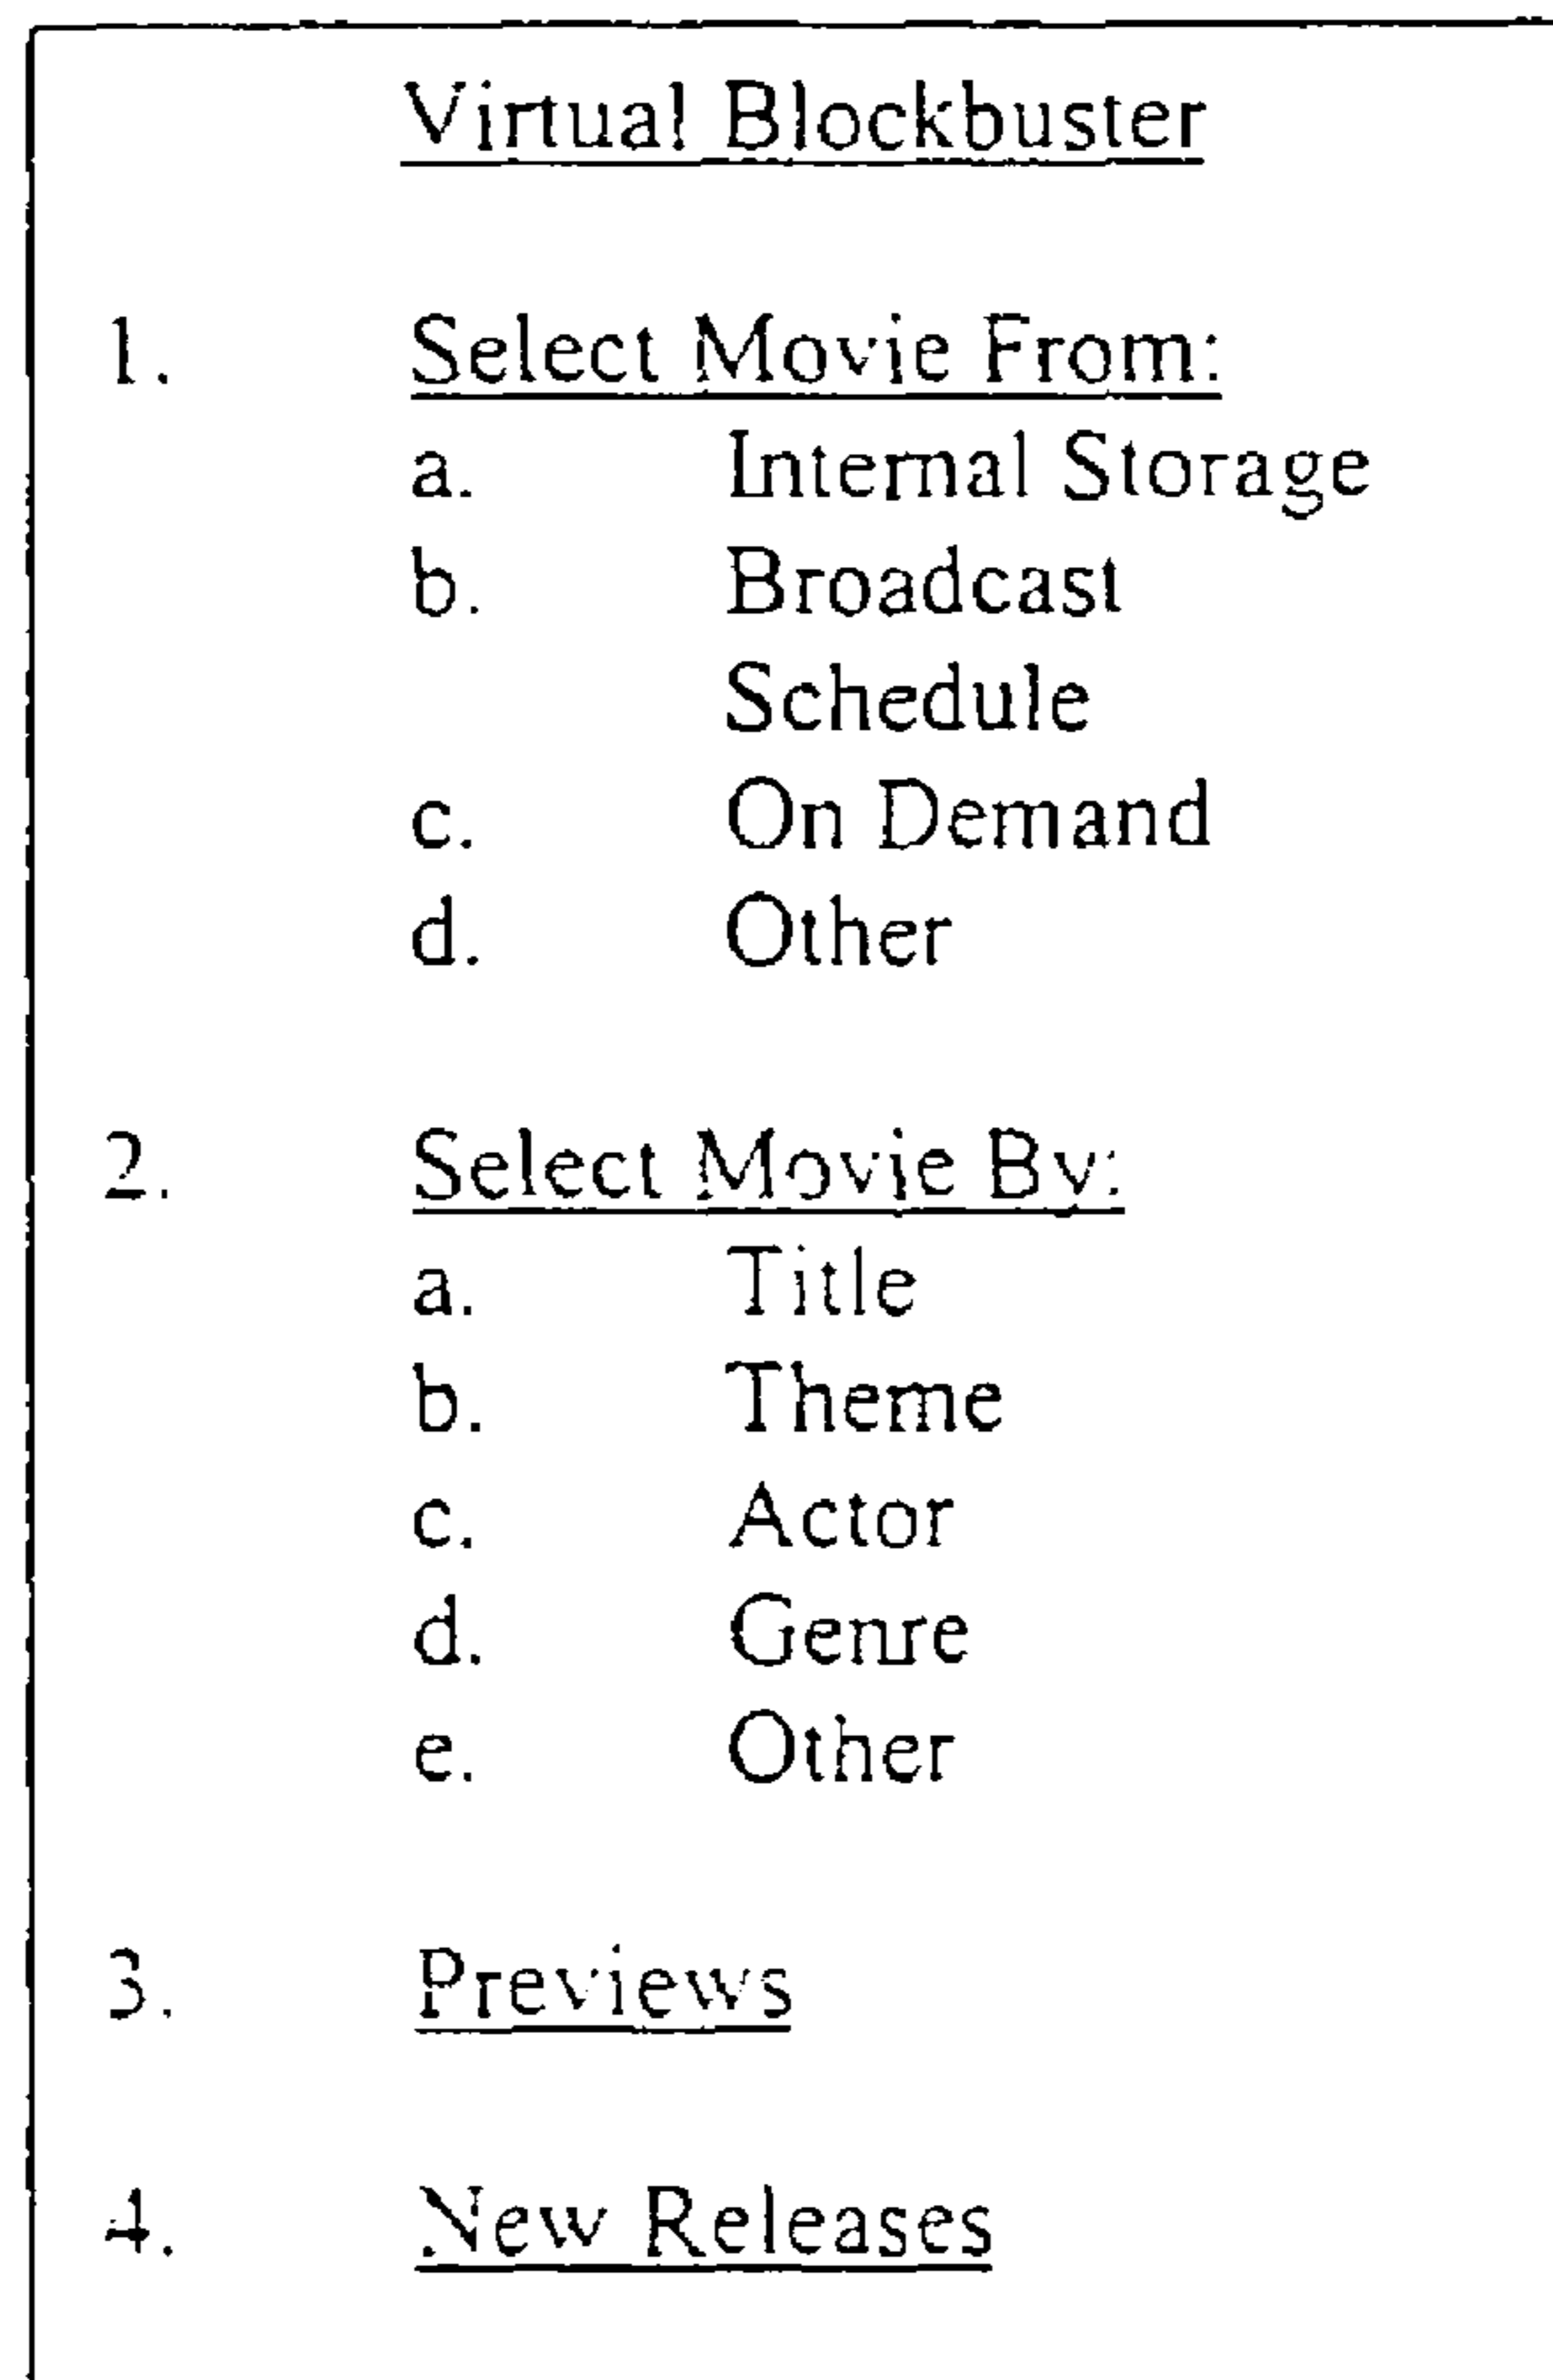 Virtual Blockbuster
1. Select Movie From:
a. Internal Storage
b. Broadcast
Schedule
c. On Demand
d. Other
2. Select Movie By:
a. Title
b. Theme
c. Actor
d. Genre
e. Other
3. Previews
4. New Releases